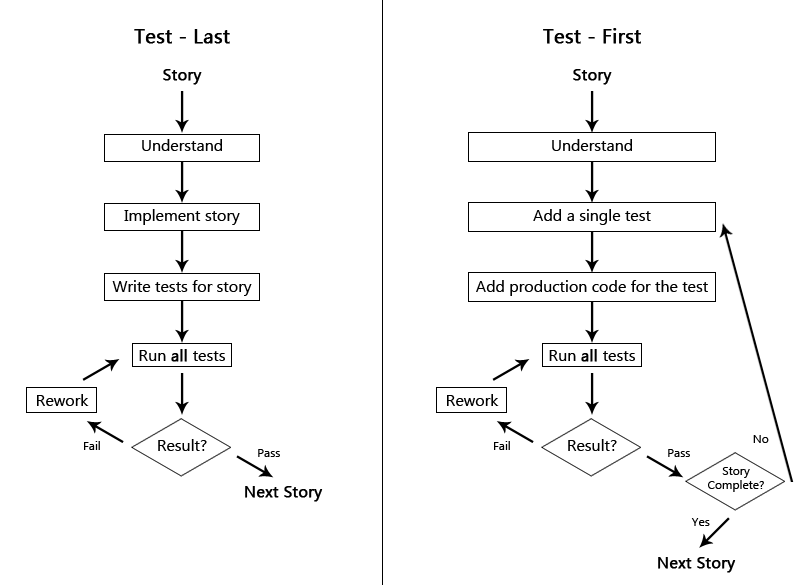 Test - Last
Story
Understand
Implement story
Write tests for story
Run all tests
Rework
Fail
Result?
Pass
Next Story
Test - First
Story
Understand
Add a single test
Add production code for the test
Run all tests
Rework
Fail
Result?
Pass
No
Story
Complete?
Yes
Next Story